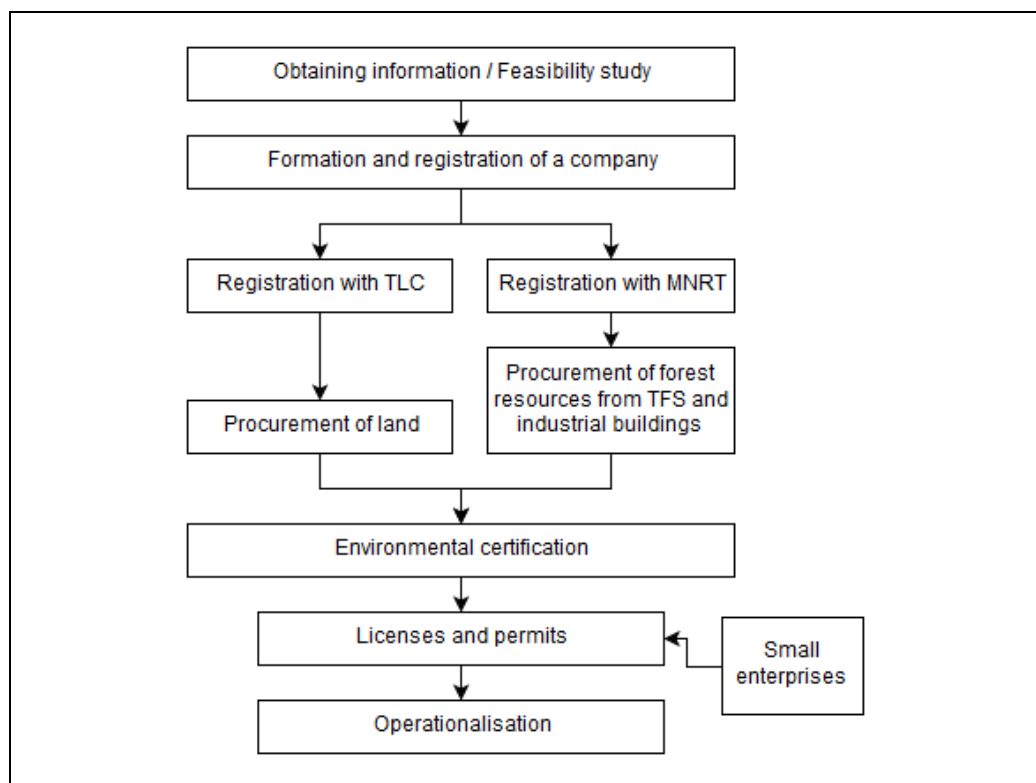 Obtaining information / Feasibility study
Formation and registration of a company
Registration with TLC
Registration with MNRT
Procurement of forest
resources from TFS and
industrial buildings
Procurement of land
Environmental certification
Licenses and permits
Small
enterprises
Operationalisation